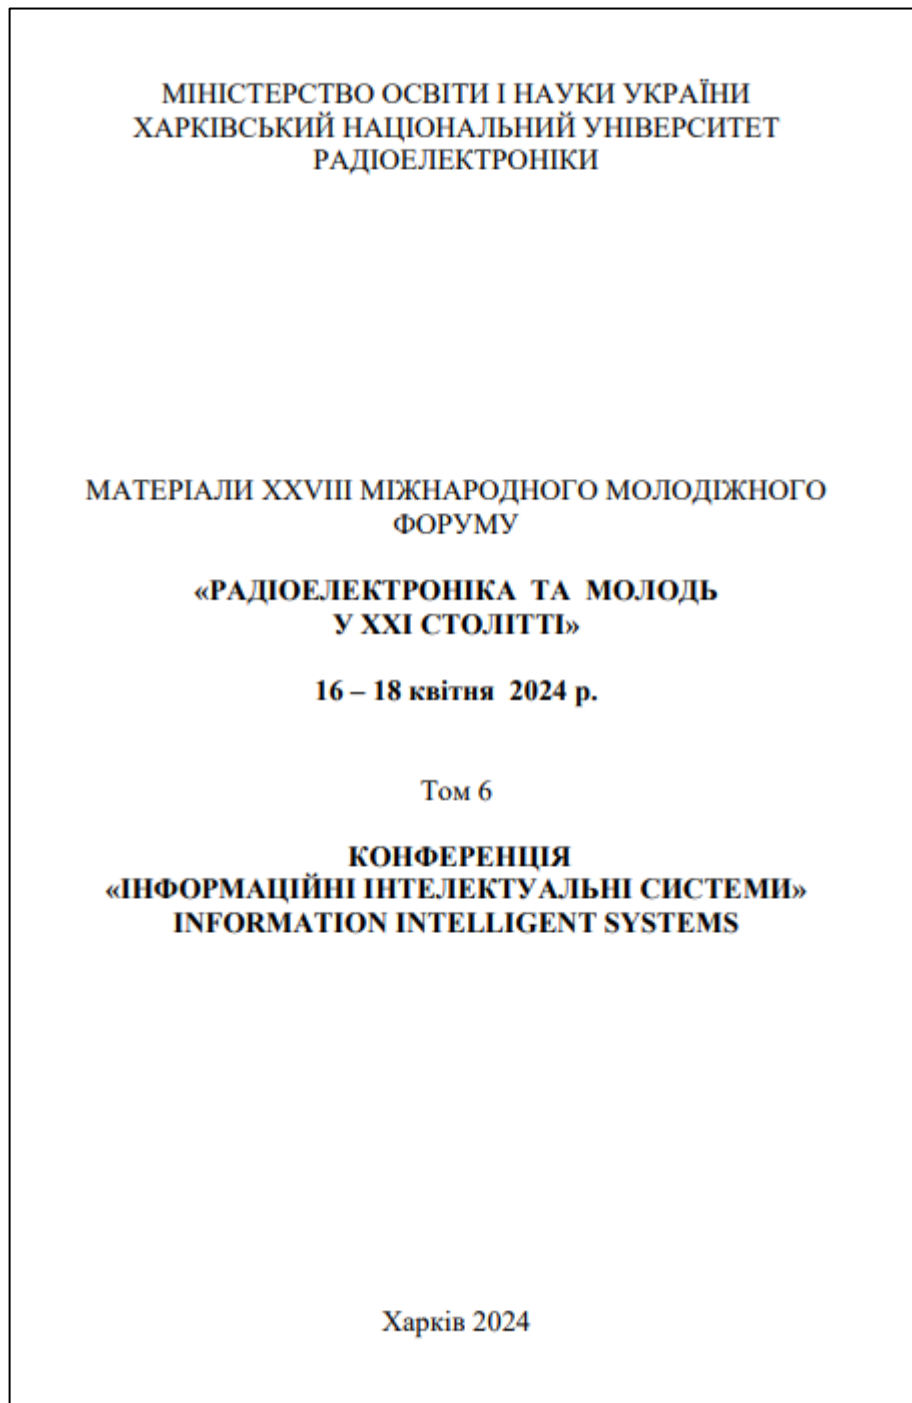 МІНІСТЕРСТВО ОСВІТИ І НАУКИ УКРАЇНИ
ХАРКІВСЬКИЙ НАЦІОНАЛЬНИЙ УНІВЕРСИТЕТ
РАДІОЕЛЕКТРОНІКИ
МАТЕРІАЛИ XXVIII МІЖНАРОДНОГО МОЛОДІЖНОГО
ФОРУМУ
«РАДІОЕЛЕКТРОНІКА ТА МОЛОДЬ
У XXI СТОЛІТТІ»
16 – 18 квітня 2024 р.
Том 6
КОНФЕРЕНЦІЯ
«ІНФОРМАЦІЙНІ ІНТЕЛЕКТУАЛЬНІ СИСТЕМИ»
INFORMATION INTELLIGENT SYSTEMS
Харків 2024